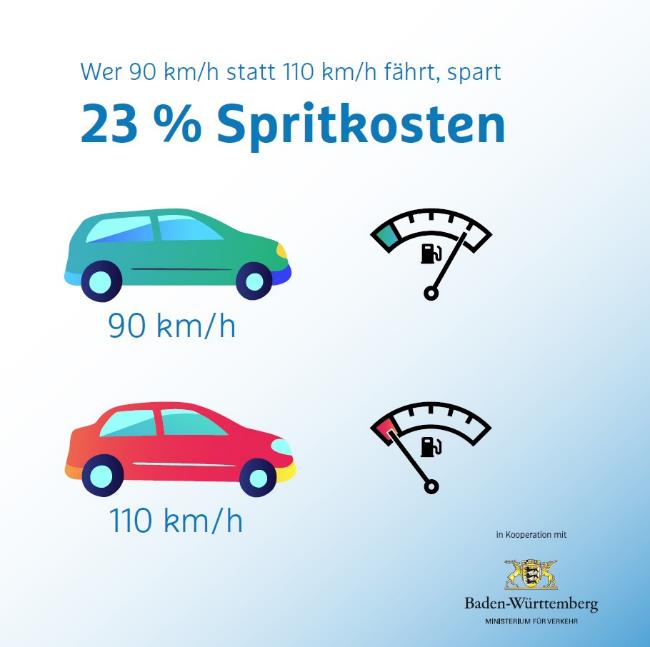 Wer 90 km/h statt 110 km/h fährt, spart
23 % Spritkosten
90 km/h
110 km/h
in Kooperation mit
Baden-Württemberg
MINISTERIUM FÜR VERKEHR